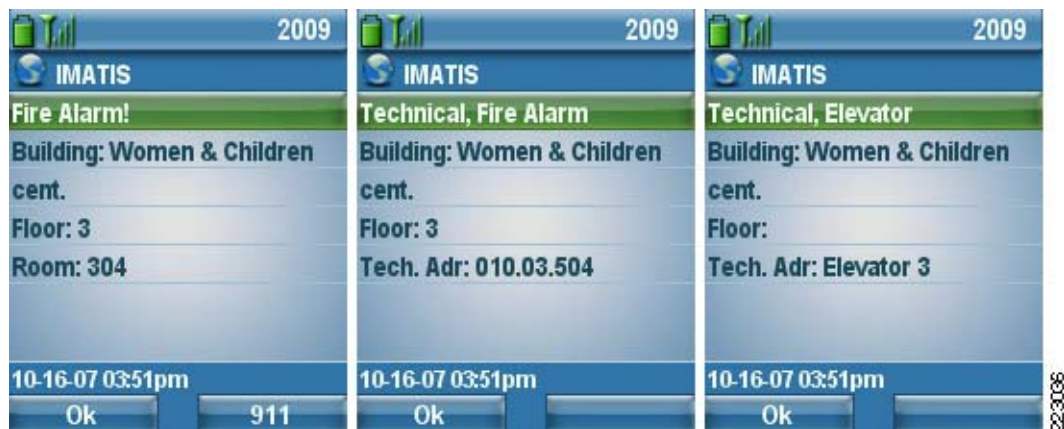 2009
IMATIS
Fire Alarm!
Building: Women & Children
cent.
Floor: 3
Room: 304
10-16-07 03:51pm
Ok 911
2009
IMATIS
Technical, Fire Alarm
Building: Women & Children
cent.
Floor: 3
Tech. Adr: 010.03.504
10-16-07 03:51pm
Ok
2009
IMATIS
Technical, Elevator
Building: Women & Children
cent.
Floor:
Tech. Adr: Elevator 3
10-16-07 03:51pm
Ok
223036